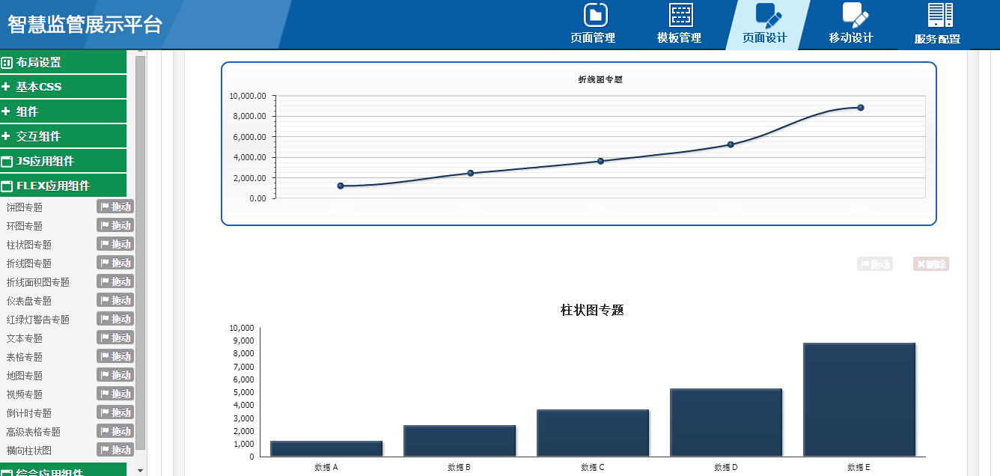 智慧监管展示平台
页面管理
模板管理
页面设计
移动设计
服务配置
布局设置
基本CSS
组件
交互组件
JS应用组件
FLEX应用组件
饼图专题 拖动
环图专题 拖动
柱状图专题 拖动
折线图专题 拖动
折线面积图专题 拖动
仪表盘专题 拖动
红绿灯警告专题 拖动
文本专题 拖动
表格专题 拖动
地图专题 拖动
视频专题 拖动
倒计时专题 拖动
高级表格专题 拖动
横向柱状图 拖动
综合应用组件
折线图专题
10,000.00
8,000.00
6,000.00
4,000.00
2,000.00
0.00
拖动 删除
柱状图专题
10,000
9,000
8,000
7,000
6,000
5,000
4,000
3,000
2,000
1,000
0
数据 A 数据 B 数据 C 数据 D 数据 E